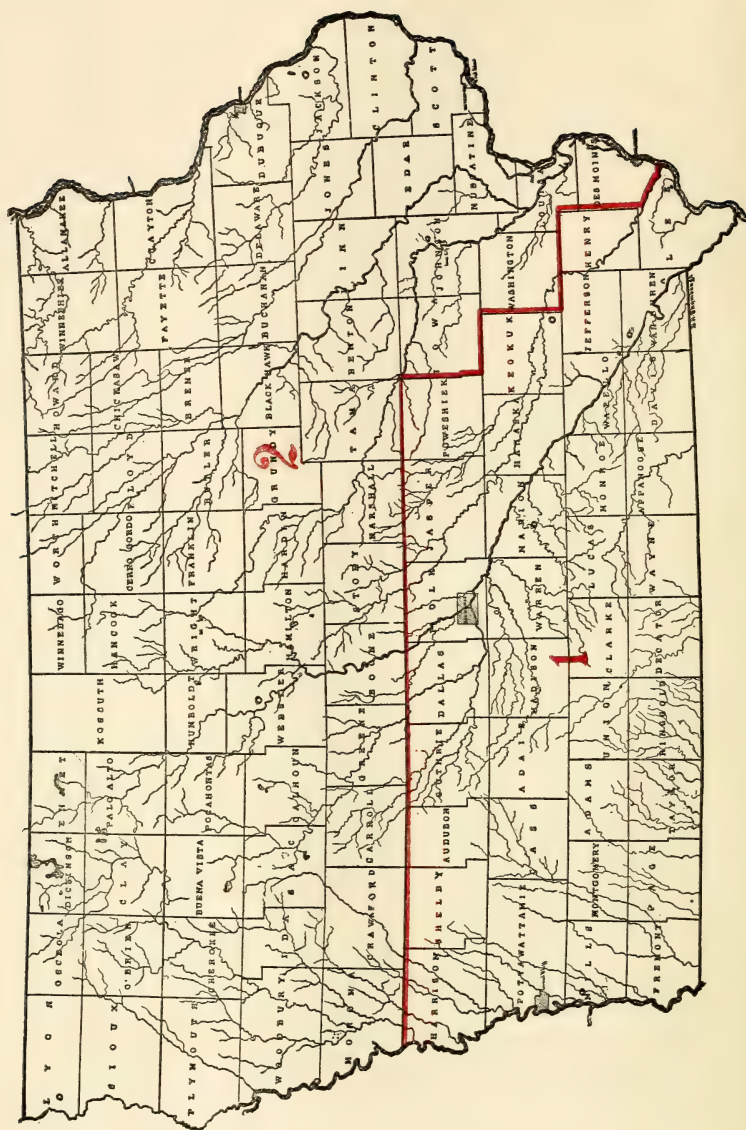 LYON
OSCEOLA
DICKINSON
EMMET
WINNEBAGO
WORTH
MITCHELL
HOWARD
WINNESHIEK
ALLAMAKEE
SIOUX
O'BRIEN
CLAY
PALO ALTO
KOSSUTH
HANCOCK
CERRO GORDO
FLOYD
CHICKASAW
FAYETTE
CLAYTON
PLYMOUTH
CHEROKEE
BUENA VISTA
POCAHONTAS
HUMBOLDT
WRIGHT
FRANKLIN
BUTLER
BREMER
WOODBURY
IDA
SAC
CALHOUN
WEBSTER
HAMILTON
HARDIN
GRUNDY
2
BLACK HAWK
BUCHANAN
DELAWARE
DUBUQUE
MONONA
CRAWFORD
CARROLL
GREENE
BOONE
STORY
MARSHALL
TAMA
BENTON
LINN
JONES
JACKSON
CLINTON
HARRISON
SHELBY
AUDUBON
GUTHRIE
DALLAS
POLK
JASPER
POWESHIEK
IOWA
JOHNSON
CEDAR
SCOTT
MUSCATINE
POTTAWATTAMIE
CASS
ADAIR
MADISON
WARREN
MARION
MAHASKA
KEOKUK
WASHINGTON
LOUISA
MILLS
MONTGOMERY
ADAMS
UNION
1
CLARKE
LUCAS
MONROE
WAPELLO
JEFFERSON
HENRY
DES MOINES
FREMONT
PAGE
TAYLOR
RINGGOLD
DECATUR
WAYNE
APPANOOSE
DAVIS
VAN BUREN
LEE